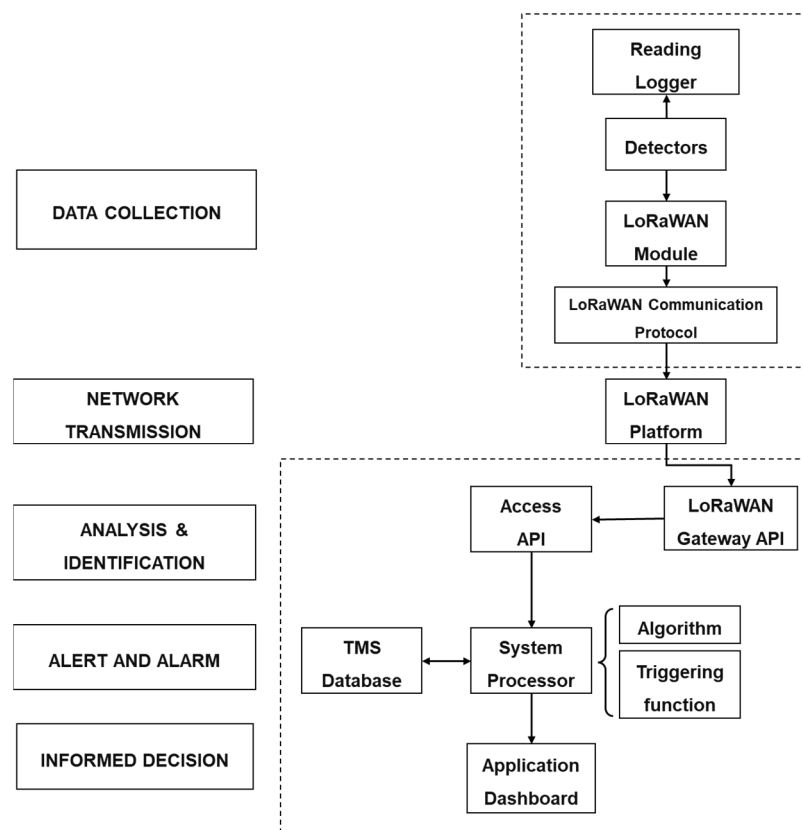 Reading
Logger
Detectors
DATA COLLECTION
LoRaWAN
Module
LoRaWAN Communication
Protocol
NETWORK
TRANSMISSION
LoRaWAN
Platform
ANALYSIS &
IDENTIFICATION
Access
API
LoRaWAN
Gateway API
ALERT AND ALARM
TMS
Database
System
Processor
Algorithm
Triggering
function
INFORMED DECISION
Application
Dashboard